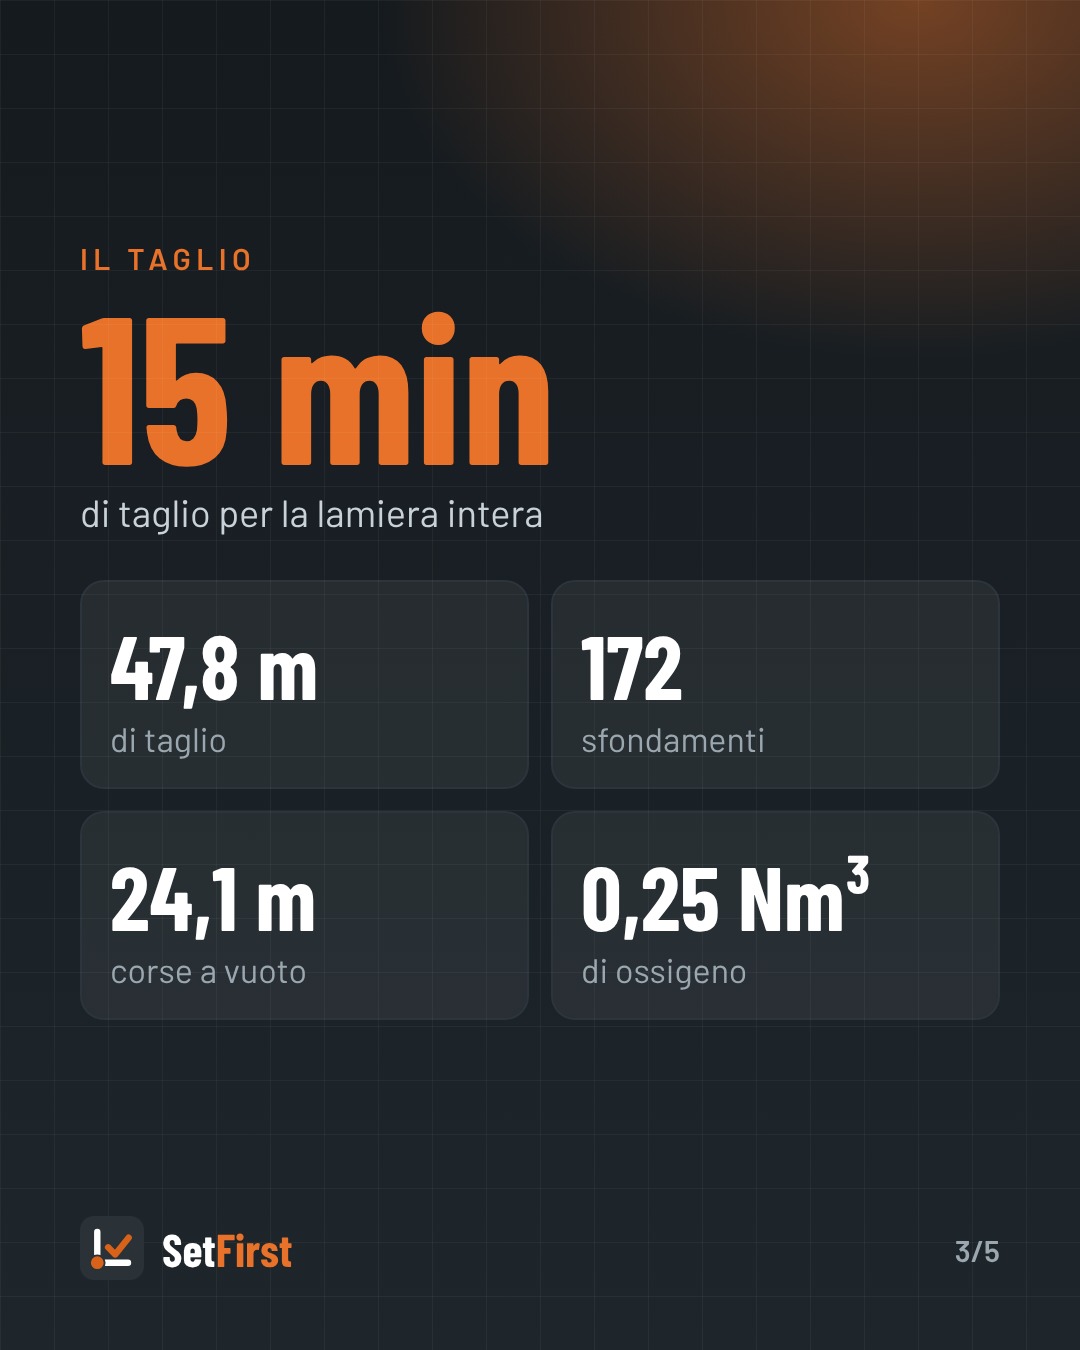 IL TAGLIO
15 min
di taglio per la lamiera intera
47,8 m
di taglio
172
sfondamenti
24,1 m
corse a vuoto
0,25 Nm³
di ossigeno
SetFirst
3/5